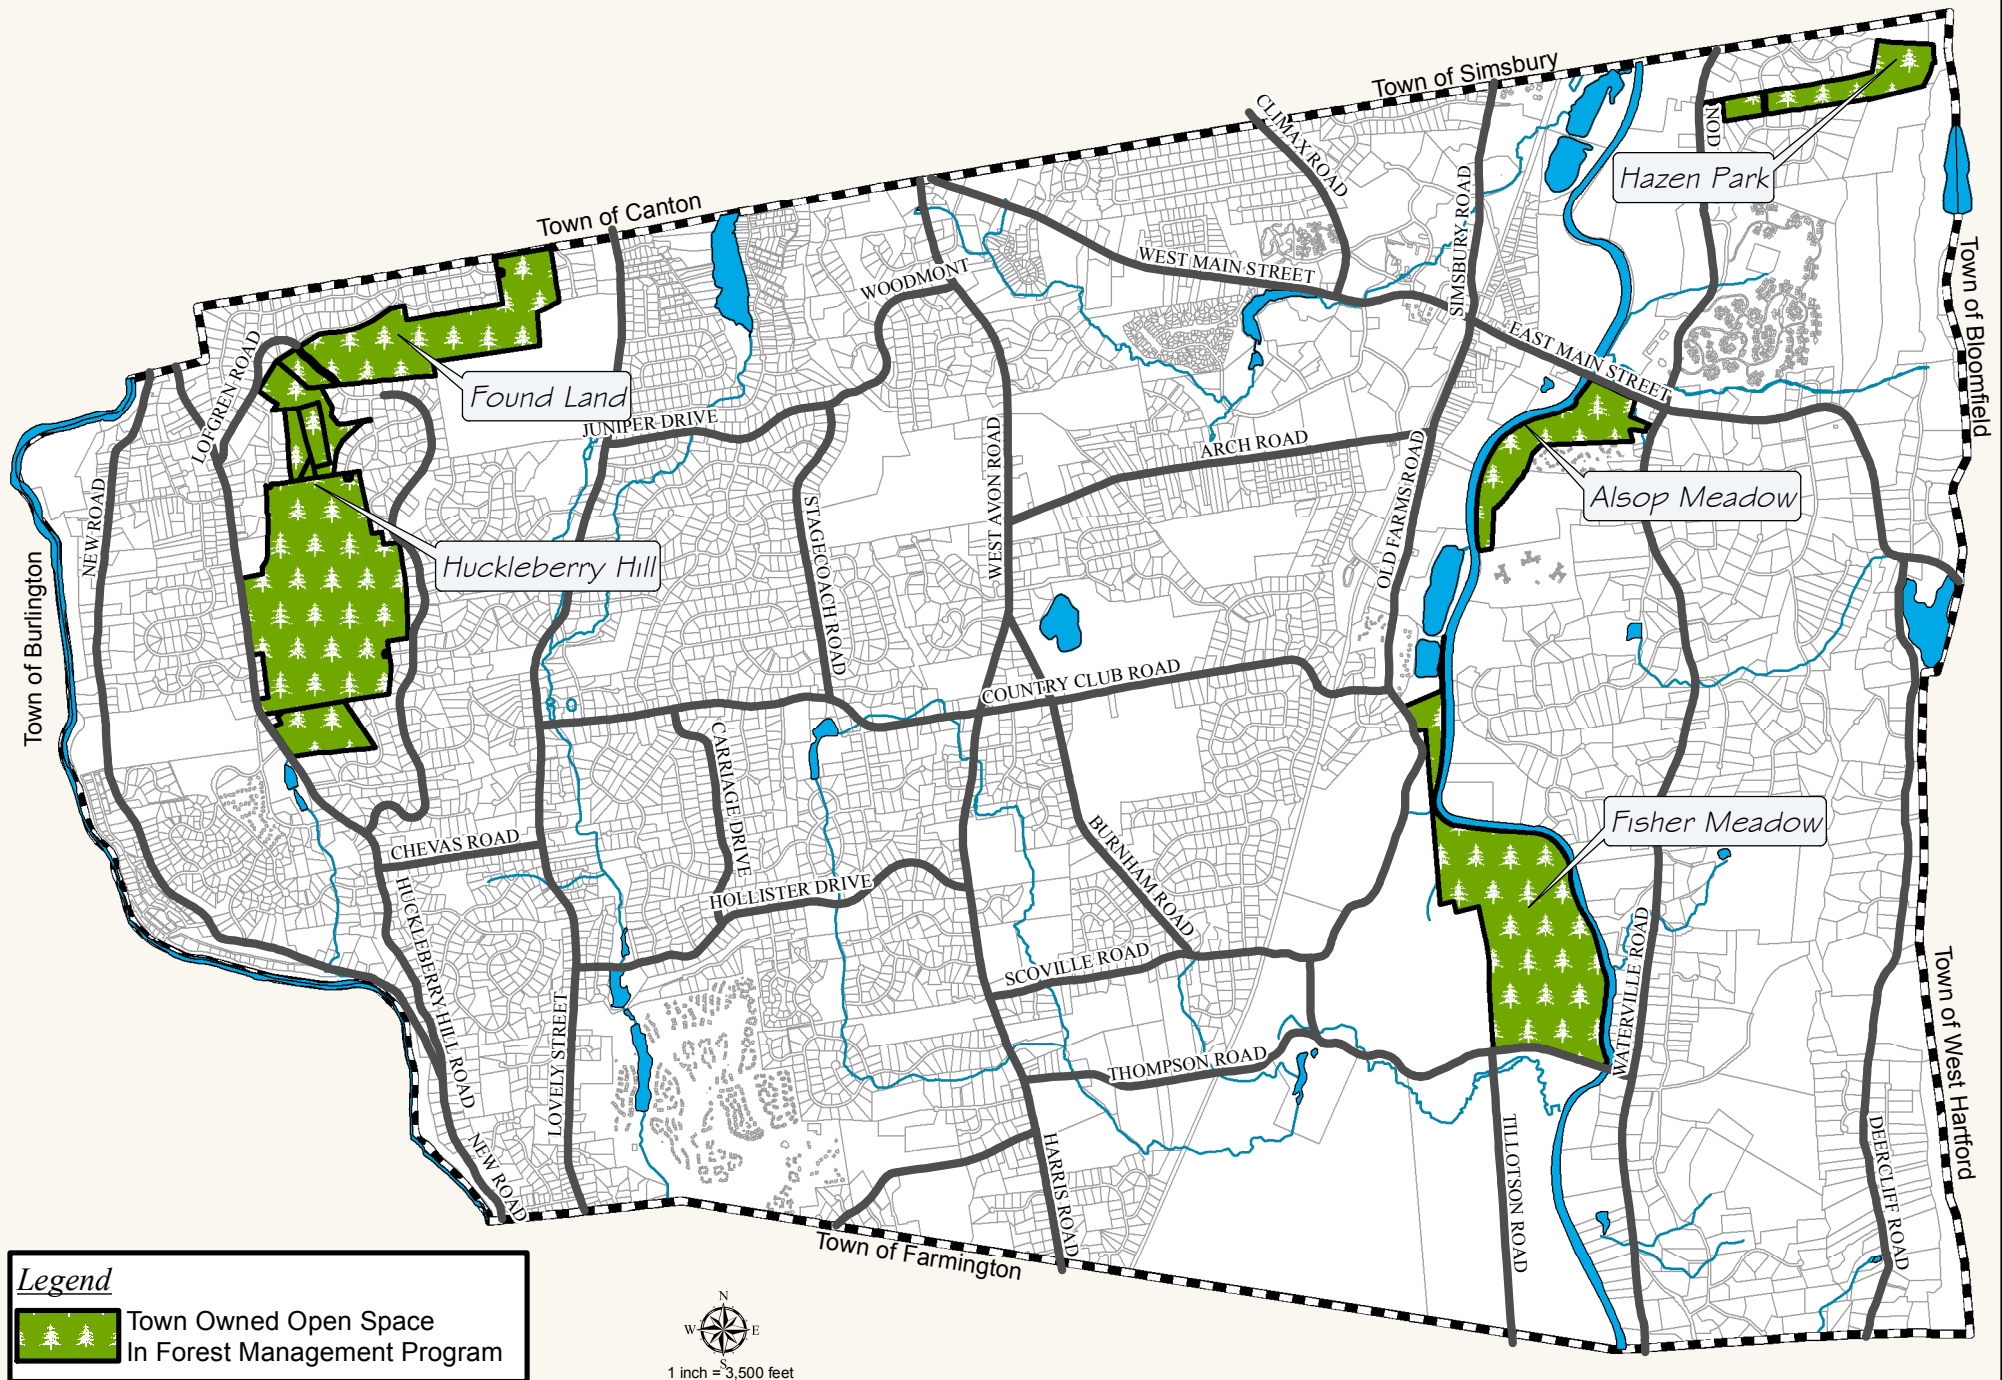 Town of Simsbury
CLIMAX ROAD
NOD
Hazen Park
SIMSBURY ROAD
Town of Canton
WEST MAIN STREET
WOODMONT
Town of Bloomfield
EAST MAIN STREET
LOFGREN ROAD
Found Land
JUNIPER DRIVE
ARCH ROAD
WEST AVON ROAD
OLD FARMS ROAD
Alsop Meadow
NEW ROAD
STAGECOACH ROAD
Huckleberry Hill
Town of Burlington
COUNTRY CLUB ROAD
CARRIAGE DRIVE
Fisher Meadow
BURNHAM ROAD
CHEVAS ROAD
HOLLISTER DRIVE
HUCKLEBERRY HILL ROAD
SCOVILLE ROAD
WATERVILLE ROAD
Town of West Hartford
LOVELY STREET
THOMPSON ROAD
NEW ROAD
HARRIS ROAD
TILLOTSON ROAD
DEERCLIFF ROAD
Town of Farmington
Legend
Town Owned Open Space
In Forest Management Program
N
W E
S
1 inch = 3,500 feet